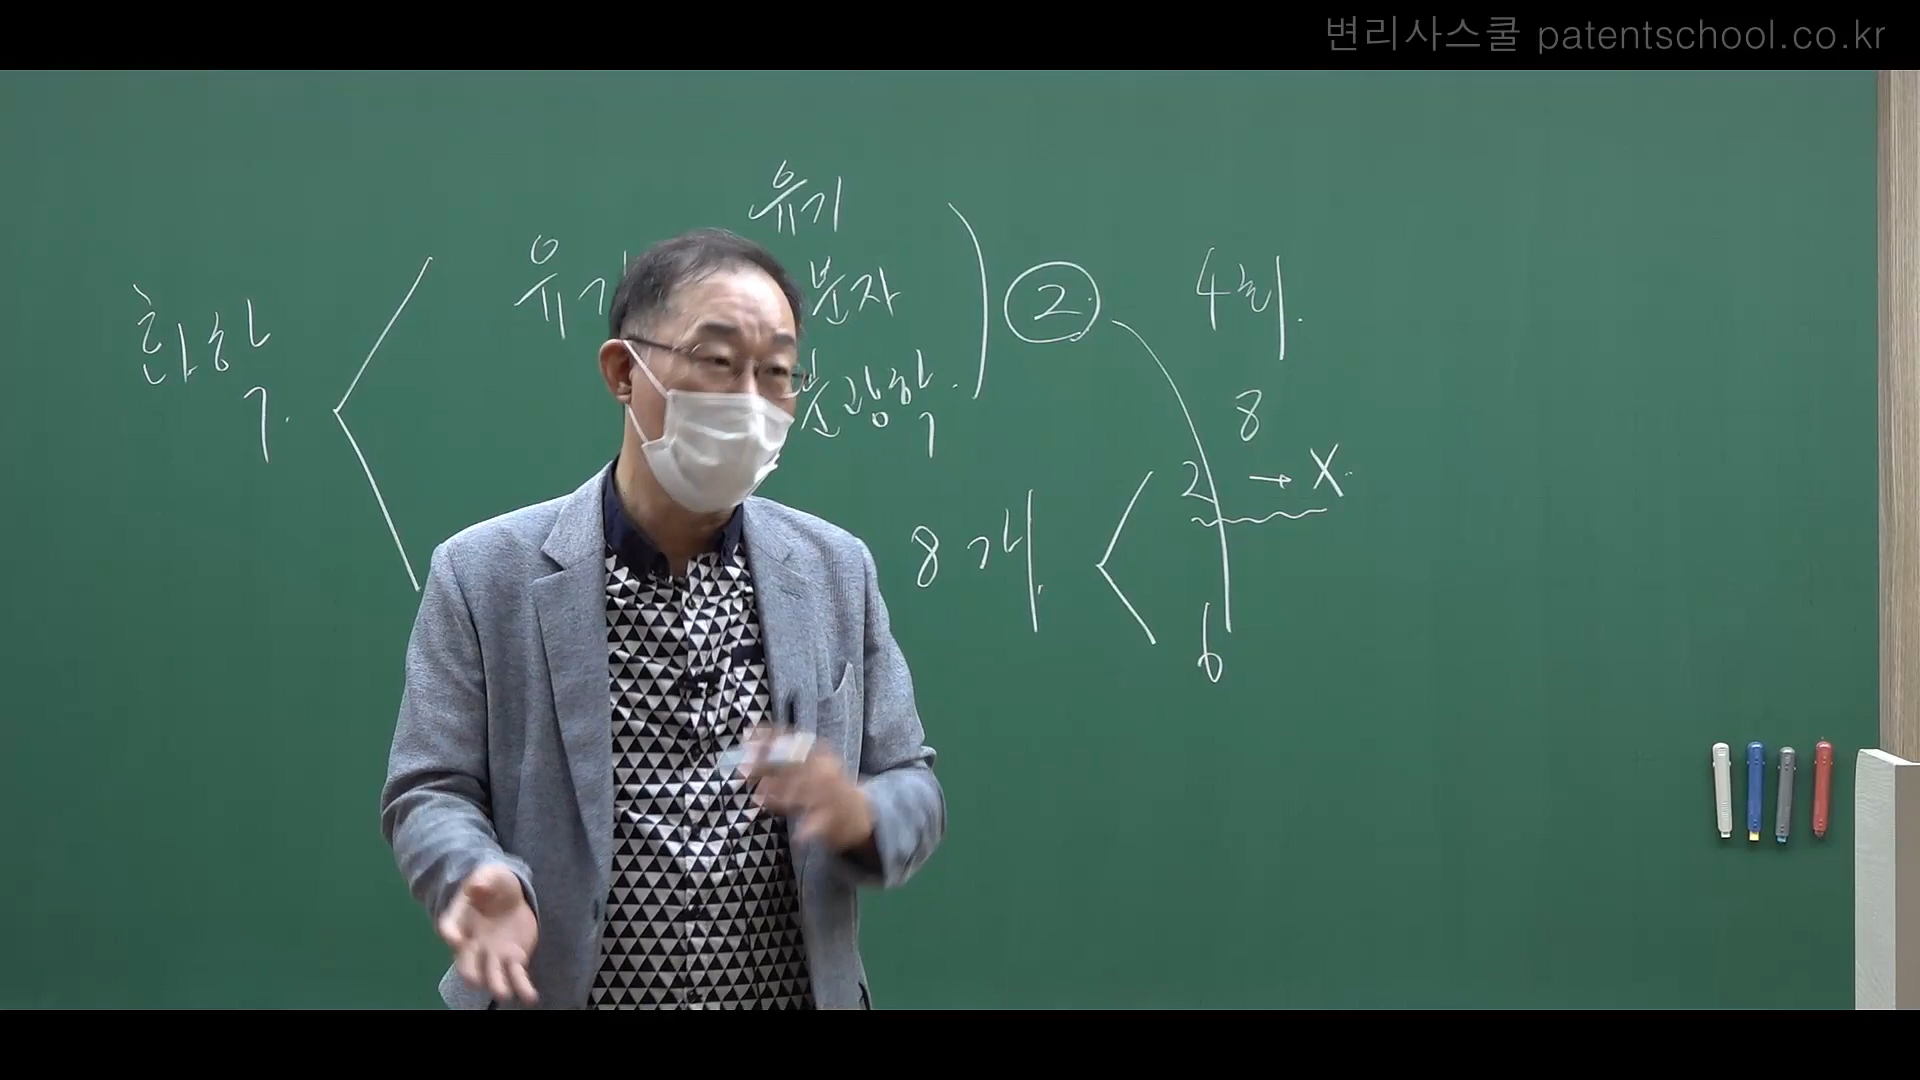 변리사스쿨 patentschool.co.kr
유기
유기
분자
분광학
화학
②
4회
8
2 → X
8개
6